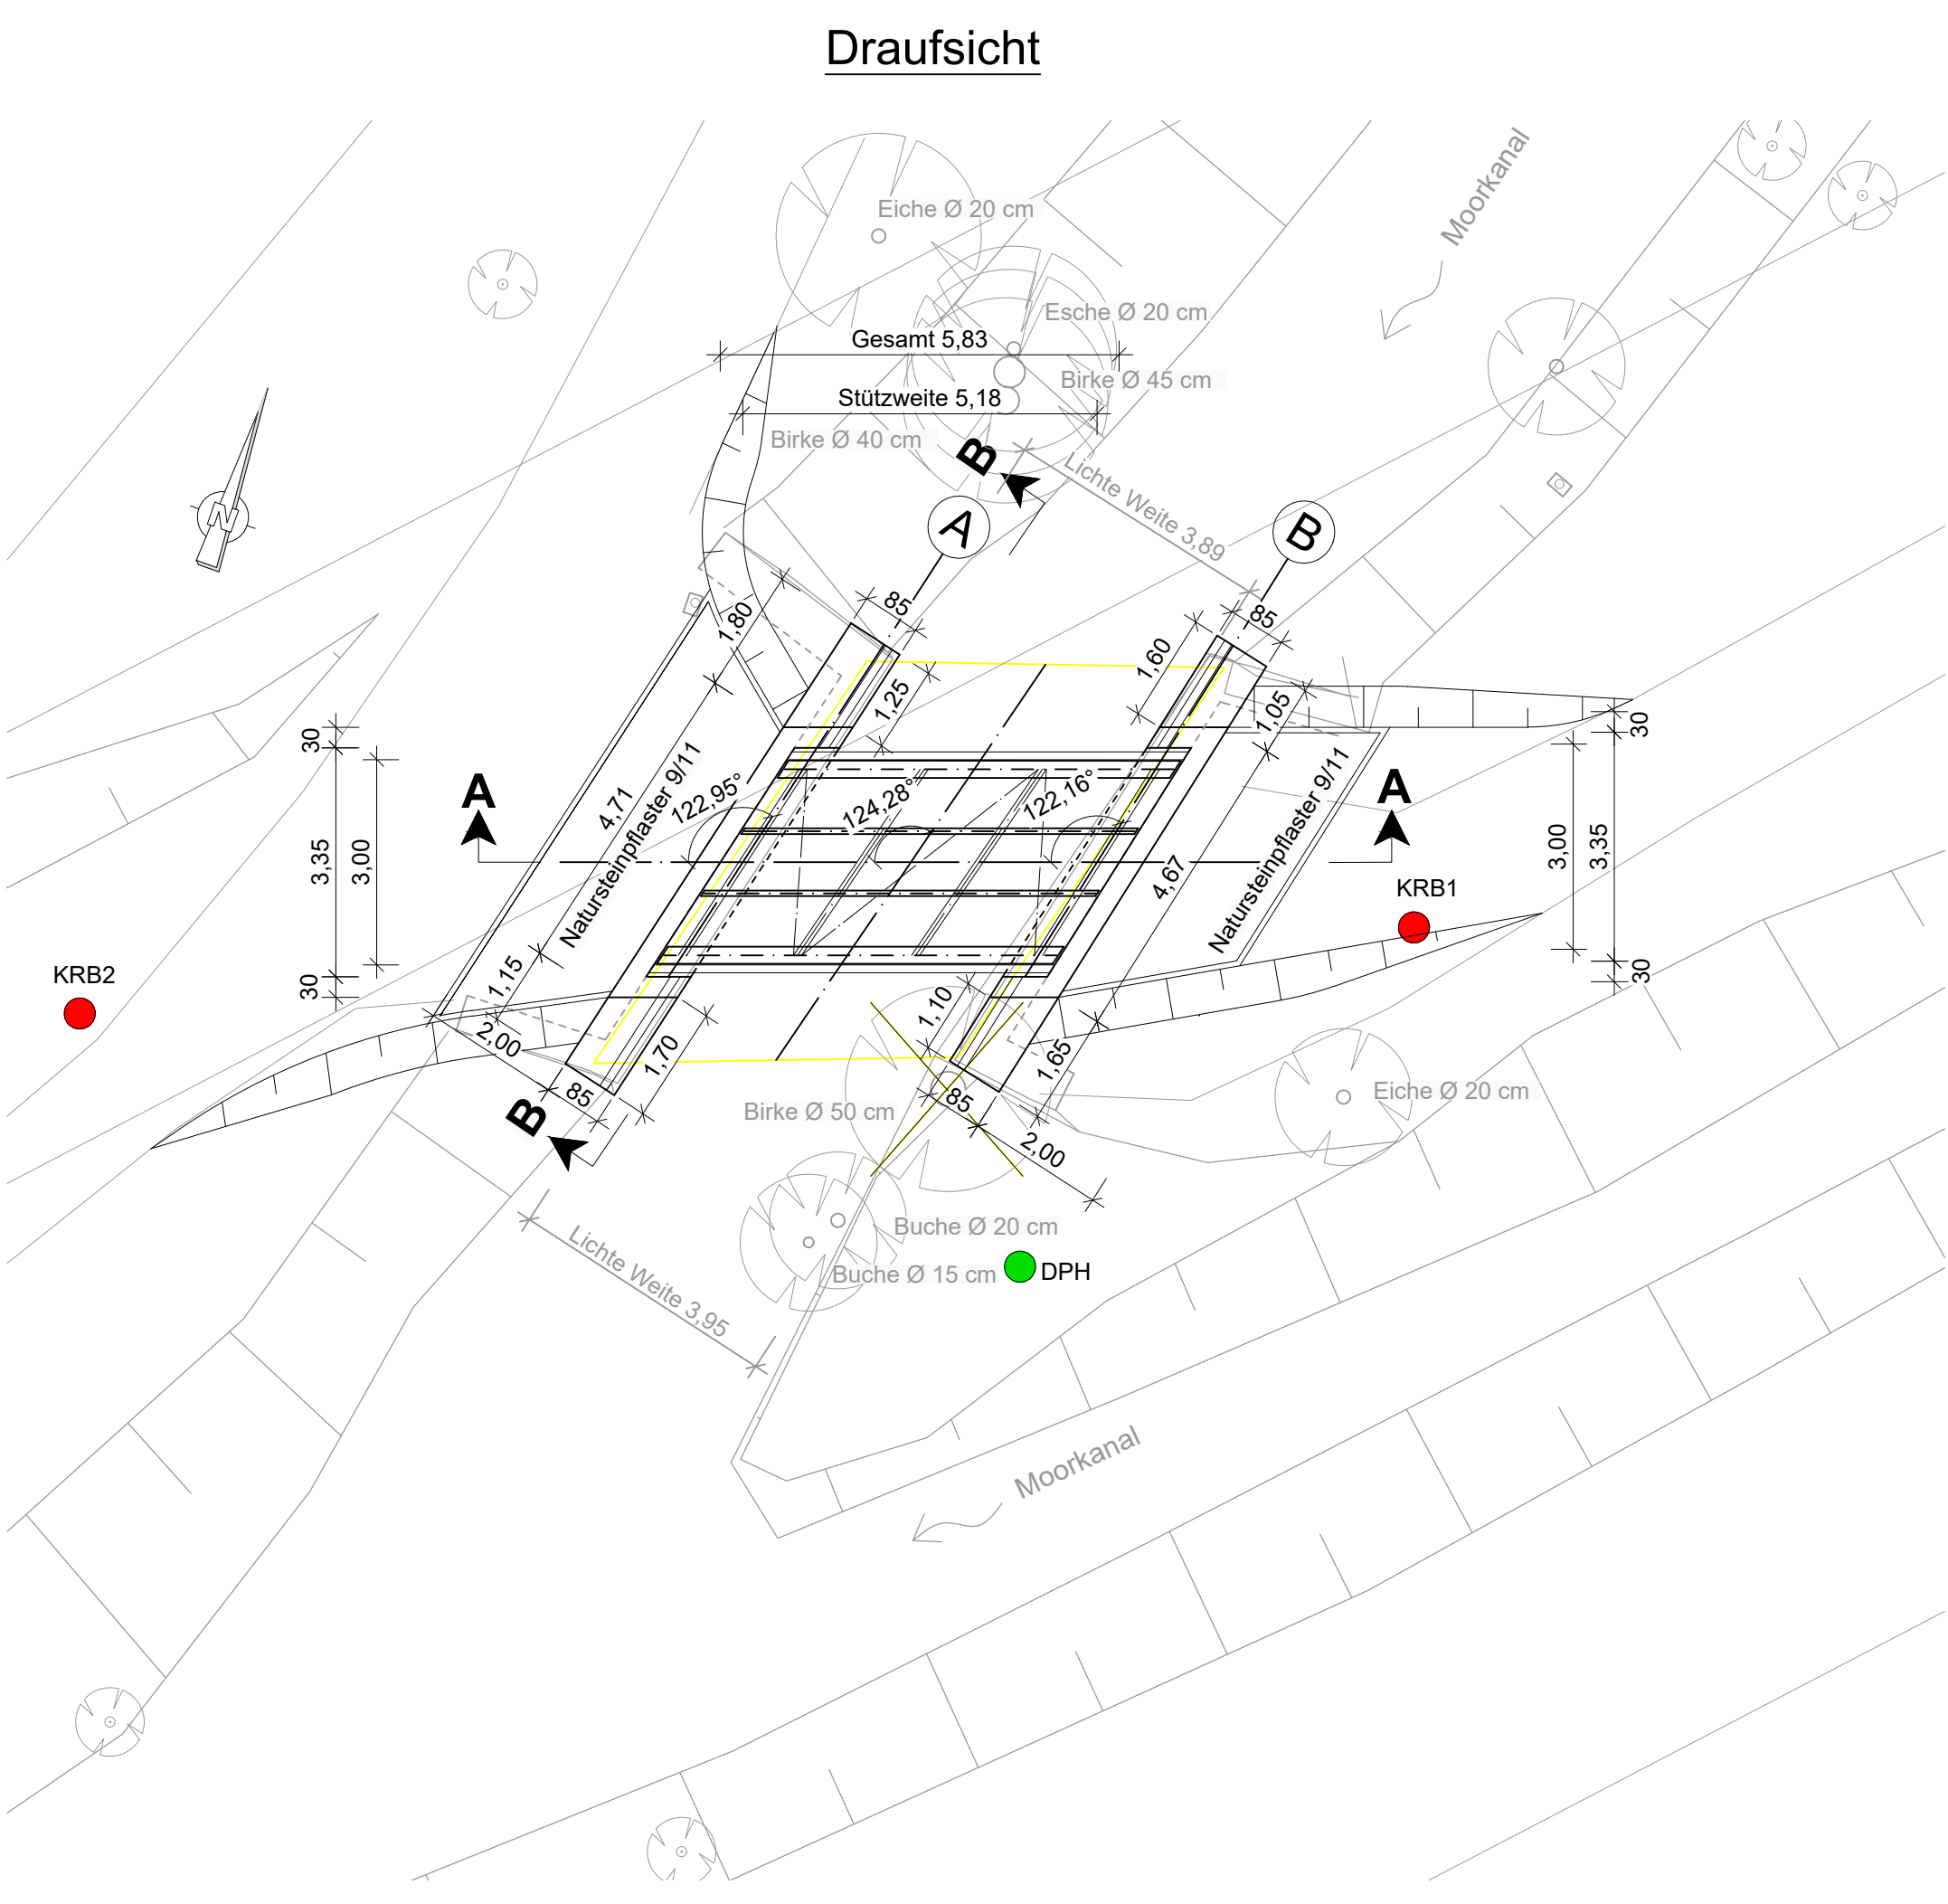 Draufsicht
Moorkanal
Eiche Ø 20 cm
Esche Ø 20 cm
Gesamt 5,83
Birke Ø 45 cm
Stützweite 5,18
Birke Ø 40 cm
B
Lichte Weite 3,89
A
B
N
85
85
1,80
1,60
1,25
1,05
30
30
Natursteinpflaster 9/11
4,71
122,95°
124,28°
122,16°
Natursteinpflaster 9/11
A
A
3,35
3,00
3,00
3,35
4,67
KRB1
KRB2
1,15
30
30
1,10
2,00
1,70
1,65
85
85
B
Birke Ø 50 cm
Eiche Ø 20 cm
2,00
Buche Ø 20 cm
Lichte Weite 3,95
Buche Ø 15 cm
DPH
Moorkanal